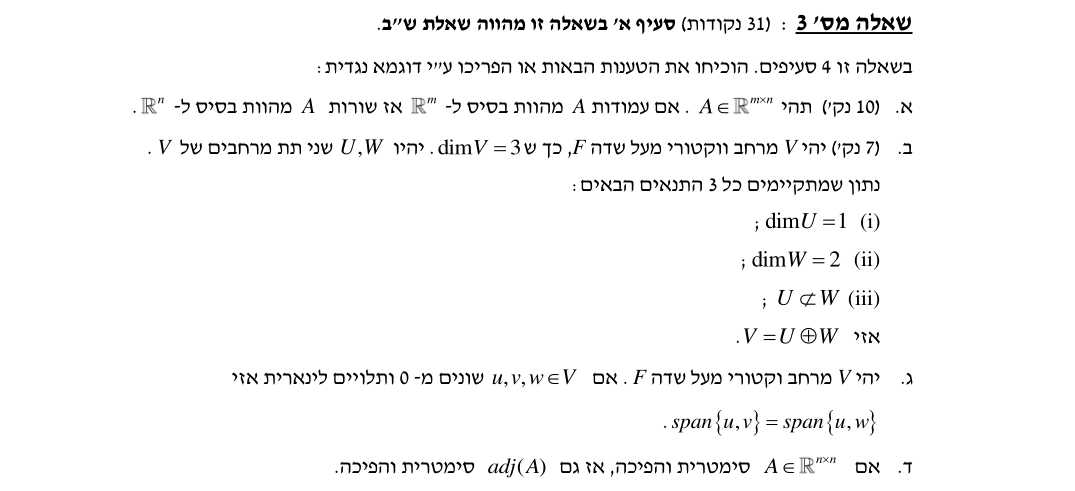 שאלה מס׳ 3 : (31 נקודות) סעיף א׳ בשאלה זו מהווה שאלת ש״ב.
בשאלה זו 4 סעיפים. הוכיחו את הטענות הבאות או הפריכו ע״י דוגמא נגדית:
א. (10 נק׳) תהי A ∈ ℝ^{m×n} . אם עמודות A מהוות בסיס ל- ℝ^m אז שורות A מהוות בסיס ל- ℝ^n .
ב. (7 נק׳) יהי V מרחב ווקטורי מעל שדה F, כך ש dimV = 3. יהיו U,W שני תת מרחבים של V .
נתון שמתקיימים כל 3 התנאים הבאים:
(i) dimU = 1 ;
(ii) dimW = 2 ;
(iii) U ⊄ W ;
אזי V = U ⊕ W.
ג. יהי V מרחב וקטורי מעל שדה F . אם u, v, w ∈ V שונים מ- 0 ותלויים לינארית אזי
span{u, v} = span{u, w} .
ד. אם A ∈ ℝ^{n×n} סימטרית והפיכה, אז גם adj(A) סימטרית והפיכה.